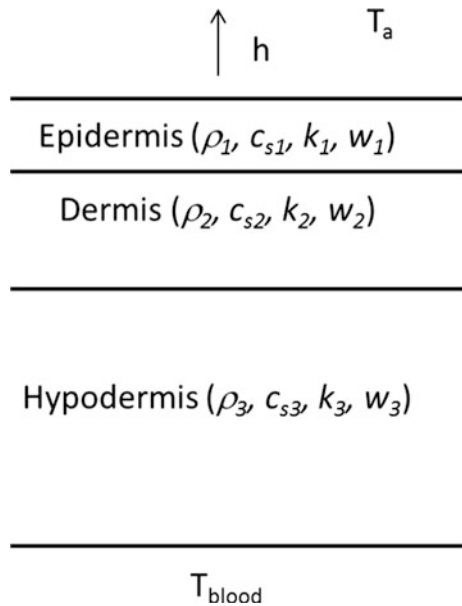 Tₐ
h
Epidermis (ρ₁, cₛ₁, k₁, w₁)
Dermis (ρ₂, cₛ₂, k₂, w₂)
Hypodermis (ρ₃, cₛ₃, k₃, w₃)
T_blood